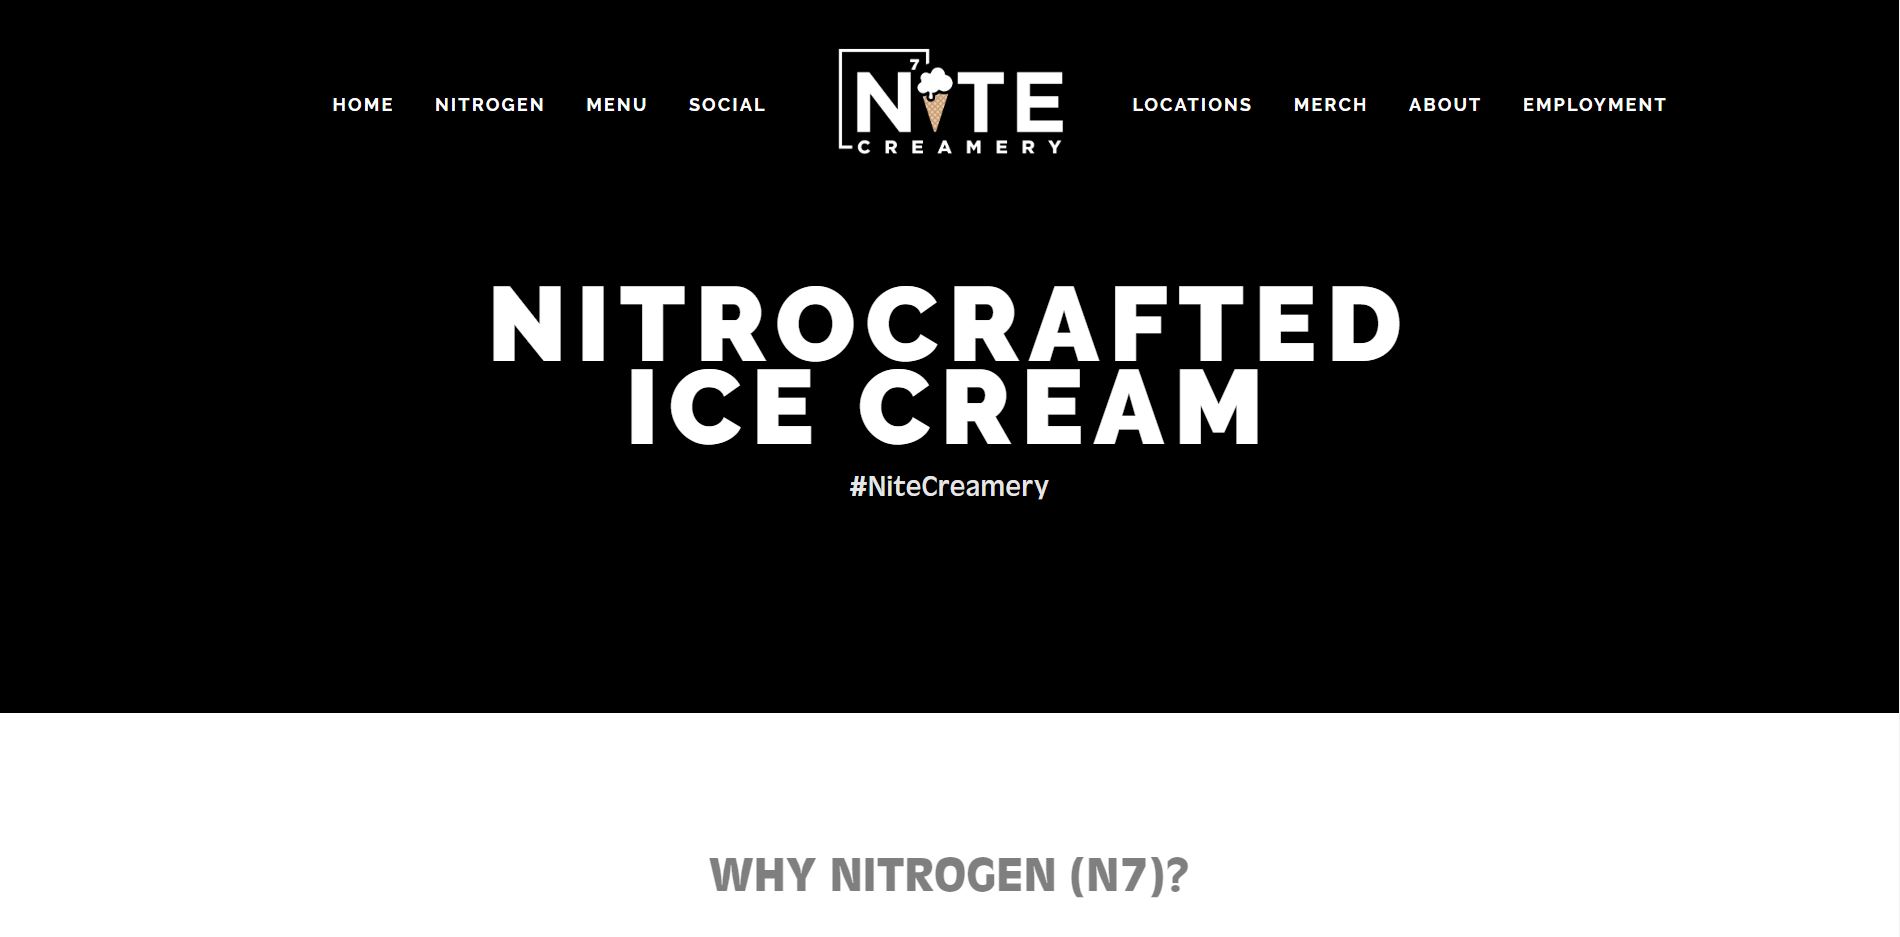 HOME NITROGEN MENU SOCIAL
7
NITE
CREAMERY
LOCATIONS MERCH ABOUT EMPLOYMENT
NITROCRAFTED
ICE CREAM
#NiteCreamery
WHY NITROGEN (N7)?